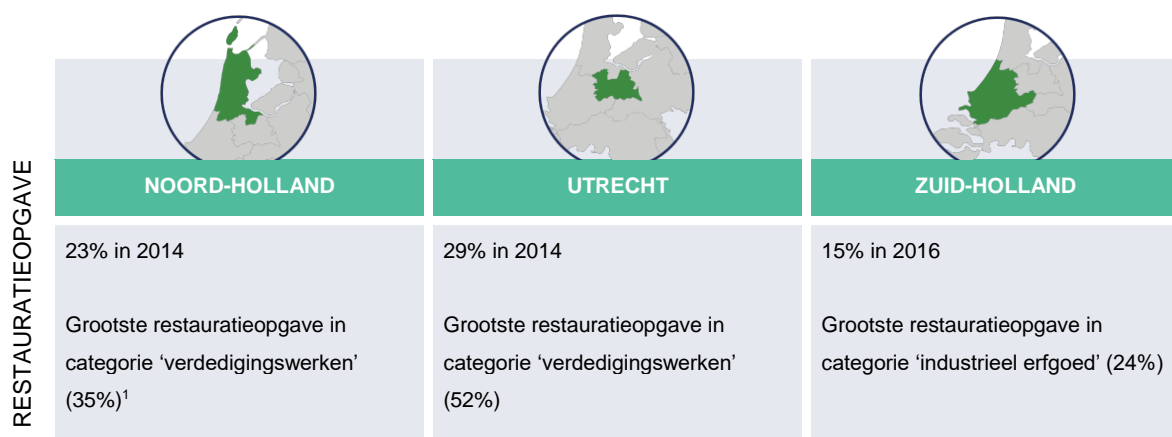 RESTAURATIEOPGAVE
NOORD-HOLLAND
23% in 2014
Grootste restauratieopgave in
categorie ‘verdedigingswerken’
(35%)¹
UTRECHT
29% in 2014
Grootste restauratieopgave in
categorie ‘verdedigingswerken’
(52%)
ZUID-HOLLAND
15% in 2016
Grootste restauratieopgave in
categorie ‘industrieel erfgoed’ (24%)